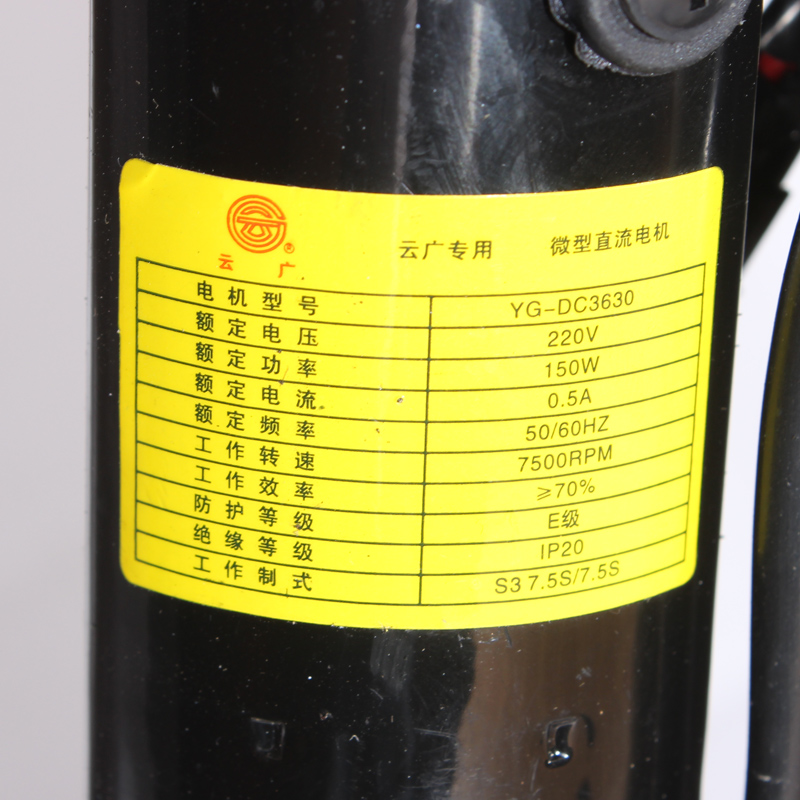 云广®
云广专用 微型直流电机
电机型号 YG-DC3630
额定电压 220V
额定功率 150W
额定电流 0.5A
额定频率 50/60HZ
工作转速 7500RPM
工作效率 ≥70%
防护等级 E级
绝缘等级 IP20
工作制式 S3 7.5S/7.5S